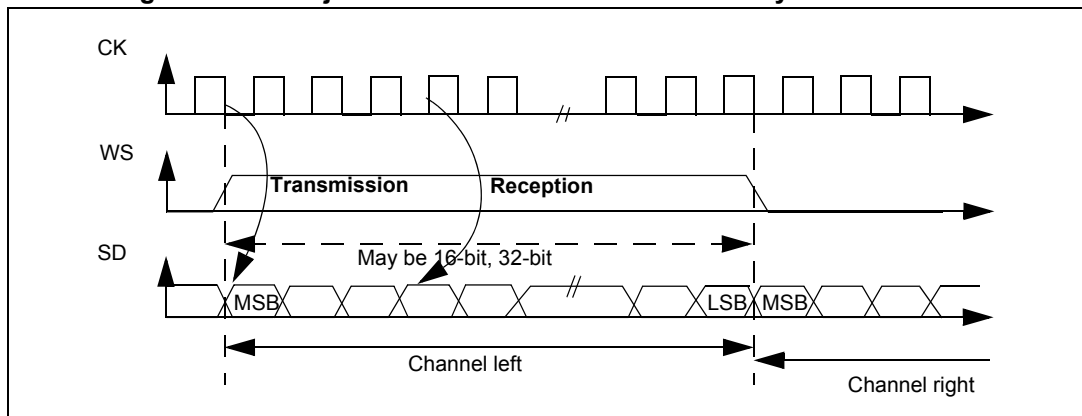 CK
WS
Transmission Reception
SD
May be 16-bit, 32-bit
MSB LSB MSB
Channel left
Channel right